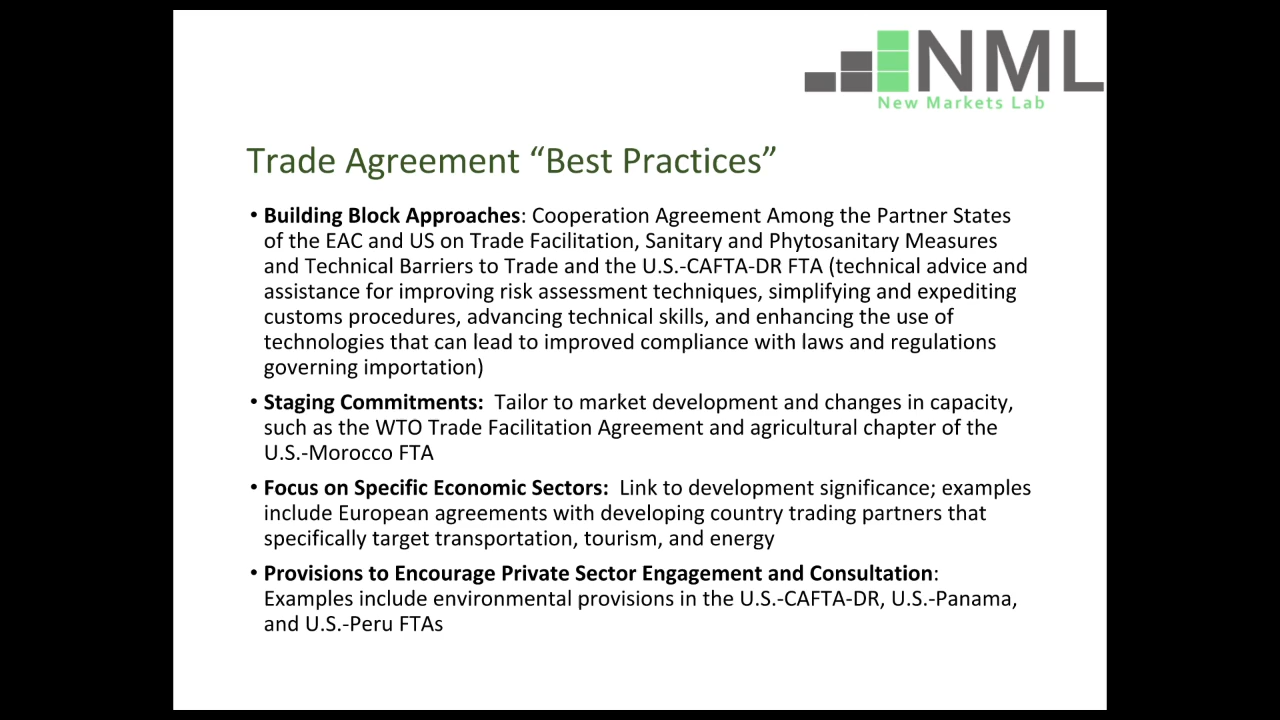 NML
New Markets Lab
Trade Agreement “Best Practices”
• Building Block Approaches: Cooperation Agreement Among the Partner States
of the EAC and US on Trade Facilitation, Sanitary and Phytosanitary Measures
and Technical Barriers to Trade and the U.S.-CAFTA-DR FTA (technical advice and
assistance for improving risk assessment techniques, simplifying and expediting
customs procedures, advancing technical skills, and enhancing the use of
technologies that can lead to improved compliance with laws and regulations
governing importation)
• Staging Commitments: Tailor to market development and changes in capacity,
such as the WTO Trade Facilitation Agreement and agricultural chapter of the
U.S.-Morocco FTA
• Focus on Specific Economic Sectors: Link to development significance; examples
include European agreements with developing country trading partners that
specifically target transportation, tourism, and energy
• Provisions to Encourage Private Sector Engagement and Consultation:
Examples include environmental provisions in the U.S.-CAFTA-DR, U.S.-Panama,
and U.S.-Peru FTAs